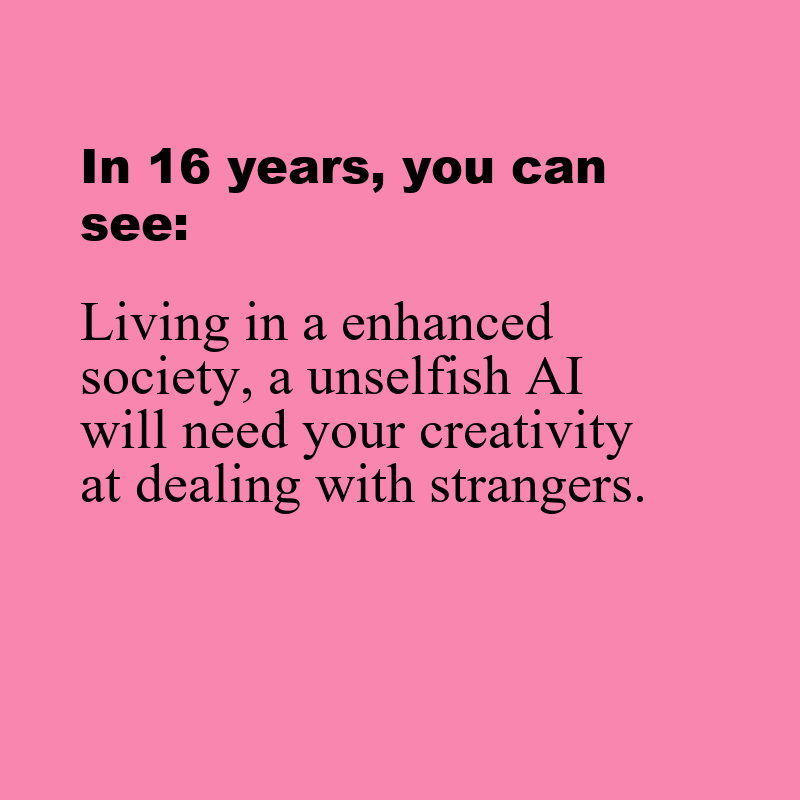 In 16 years, you can
see:
Living in a enhanced
society, a unselfish AI
will need your creativity
at dealing with strangers.